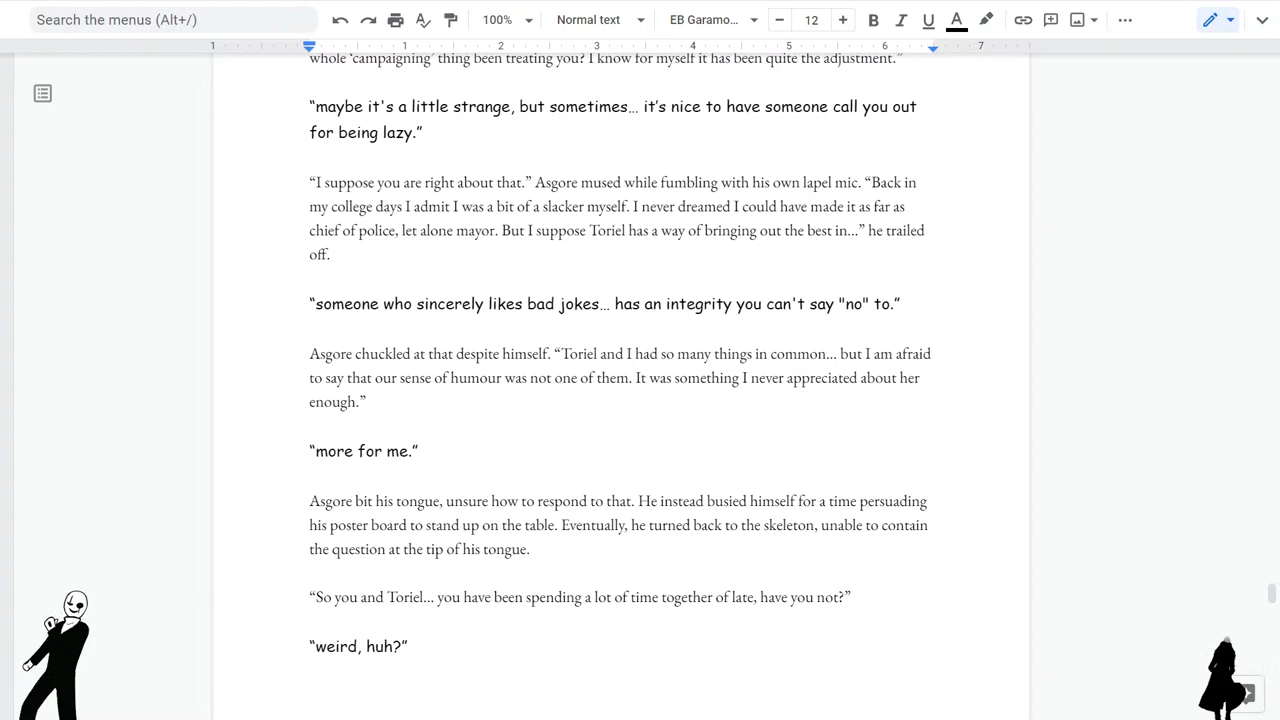 Search the menus (Alt+/)
100%
Normal text
EB Garamo...
12
B I U A
1 1 2 3 4 5 6 7
whole ‘campaigning’ thing been treating you? I know for myself it has been quite the adjustment.”
“maybe it's a little strange, but sometimes… it’s nice to have someone call you out
for being lazy.”
“I suppose you are right about that.” Asgore mused while fumbling with his own lapel mic. “Back in
my college days I admit I was a bit of a slacker myself. I never dreamed I could have made it as far as
chief of police, let alone mayor. But I suppose Toriel has a way of bringing out the best in…” he trailed
off.
“someone who sincerely likes bad jokes… has an integrity you can't say "no" to.”
Asgore chuckled at that despite himself. “Toriel and I had so many things in common… but I am afraid
to say that our sense of humour was not one of them. It was something I never appreciated about her
enough.”
“more for me.”
Asgore bit his tongue, unsure how to respond to that. He instead busied himself for a time persuading
his poster board to stand up on the table. Eventually, he turned back to the skeleton, unable to contain
the question at the tip of his tongue.
“So you and Toriel… you have been spending a lot of time together of late, have you not?”
“weird, huh?”